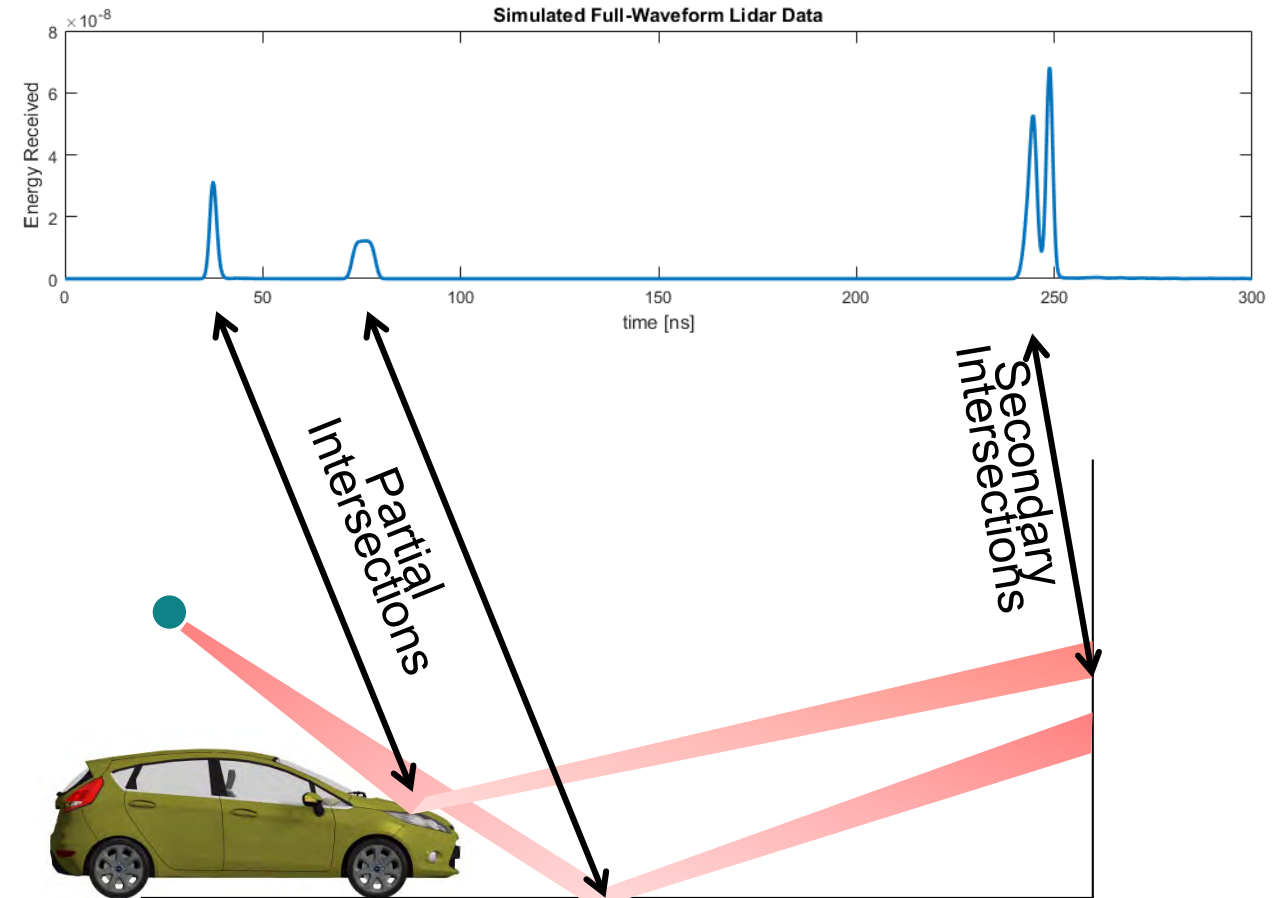 Simulated Full-Waveform Lidar Data
×10⁻⁸
8
6
4
2
0
Energy Received
0 50 100 150 200 250 300
time [ns]
Partial
Intersections
Secondary
Intersections